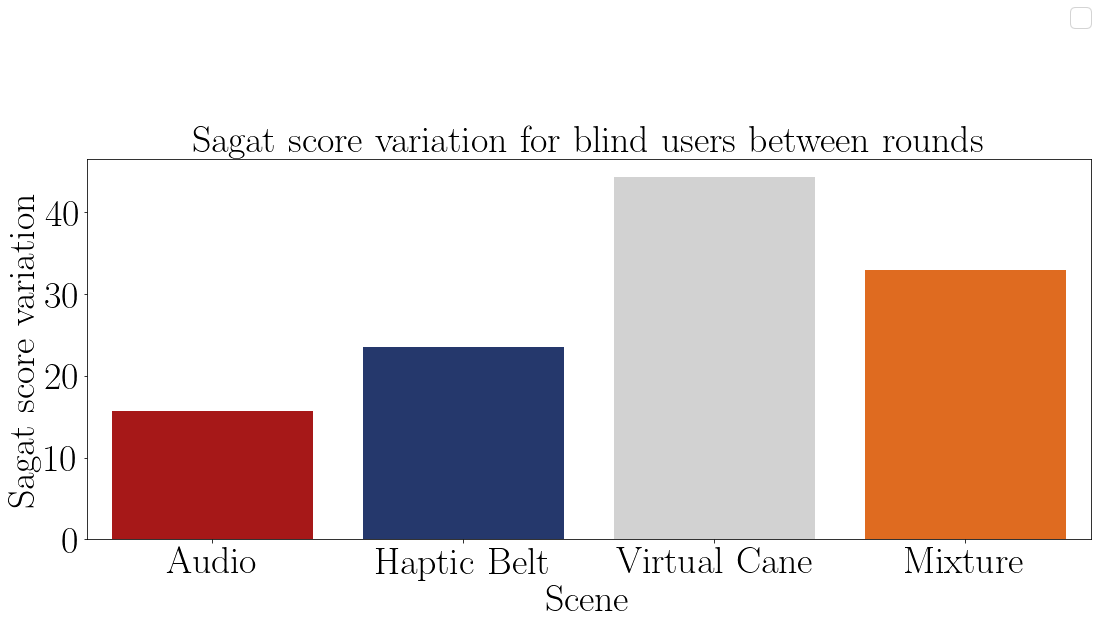 Sagat score variation for blind users between rounds
Sagat score variation
40
30
20
10
0
Audio
Haptic Belt
Virtual Cane
Mixture
Scene